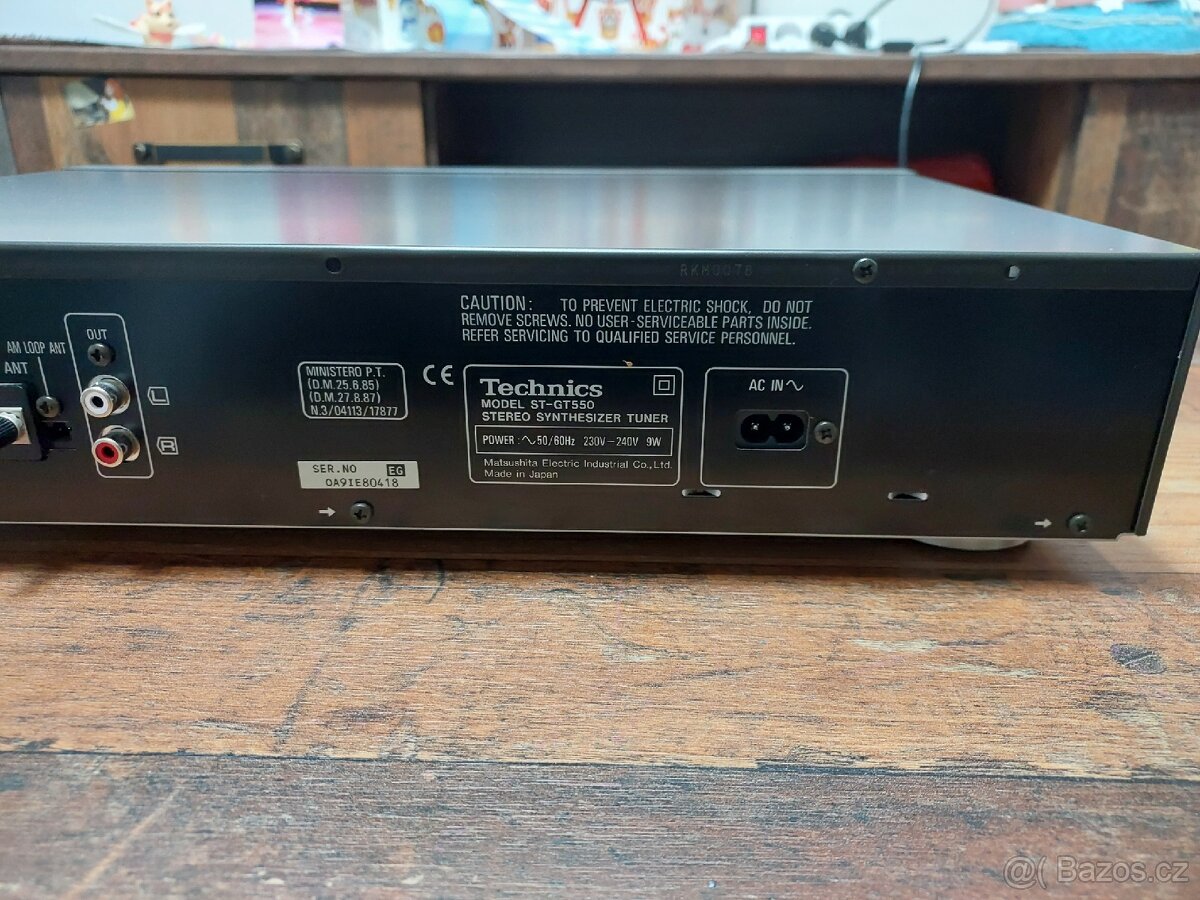 RKM0078
CAUTION: TO PREVENT ELECTRIC SHOCK, DO NOT
REMOVE SCREWS. NO USER-SERVICEABLE PARTS INSIDE.
REFER SERVICING TO QUALIFIED SERVICE PERSONNEL.
OUT
AM LOOP ANT
ANT
L
R
MINISTERO P.T.
(D.M.25.6.85)
(D.M.27.8.87)
N.3/04113/17877
CE
SER.NO EG
OA9IE80418
Technics
MODEL ST-GT550
STEREO SYNTHESIZER TUNER
POWER: ∿50/60Hz 230V-240V 9W
Matsushita Electric Industrial Co., Ltd.
Made in Japan
AC IN∿
@( Bazos.cz